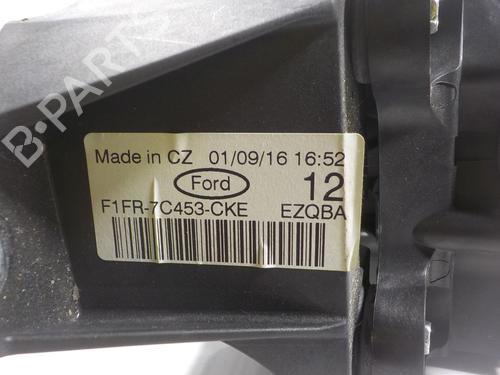 B-PARTS
Made in CZ 01/09/16 16:52
Ford 12
F1FR-7C453-CKE EZQBA